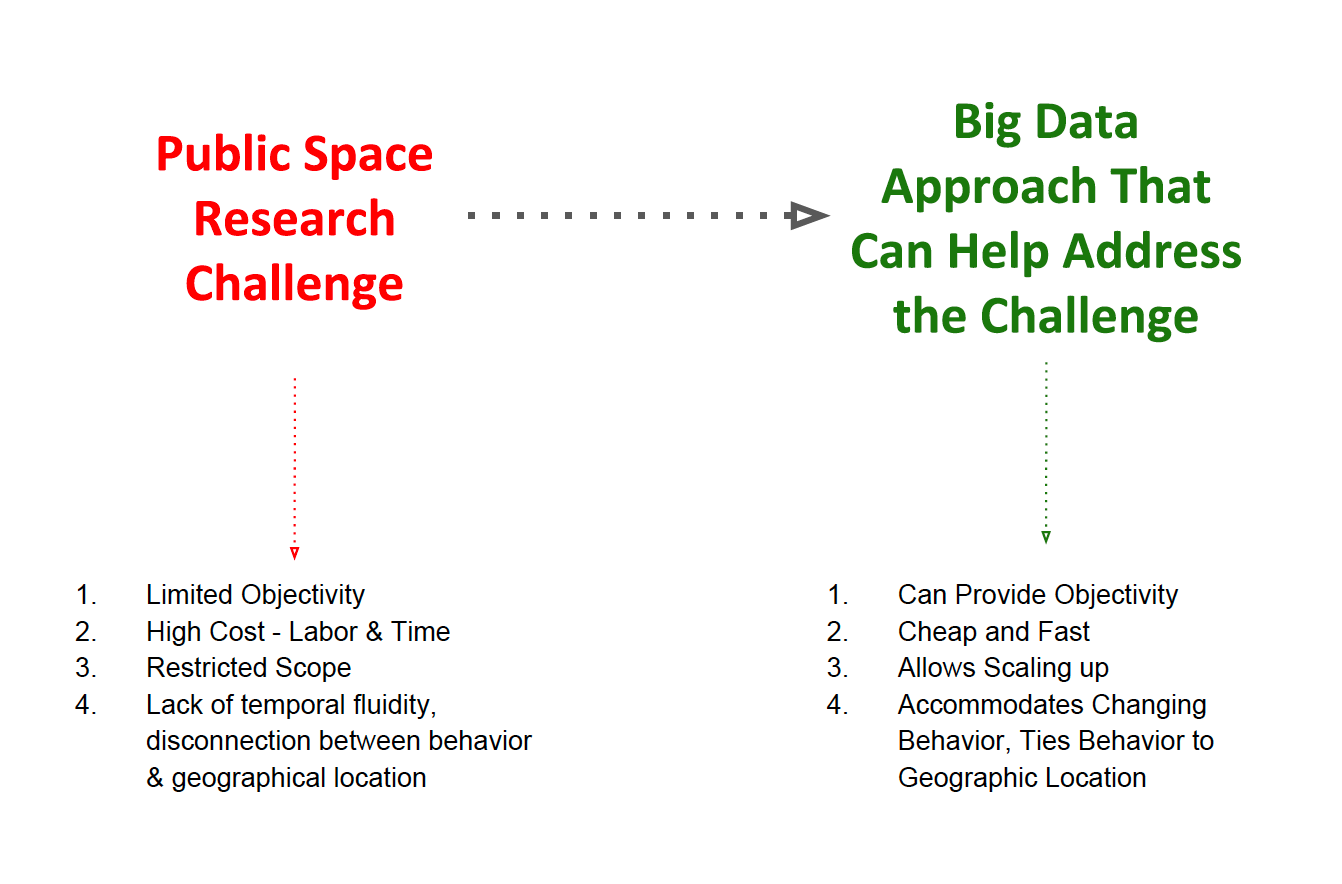 Public Space
Research
Challenge
Big Data
Approach That
Can Help Address
the Challenge
1. Limited Objectivity
2. High Cost - Labor & Time
3. Restricted Scope
4. Lack of temporal fluidity,
disconnection between behavior
& geographical location
1. Can Provide Objectivity
2. Cheap and Fast
3. Allows Scaling up
4. Accommodates Changing
Behavior, Ties Behavior to
Geographic Location